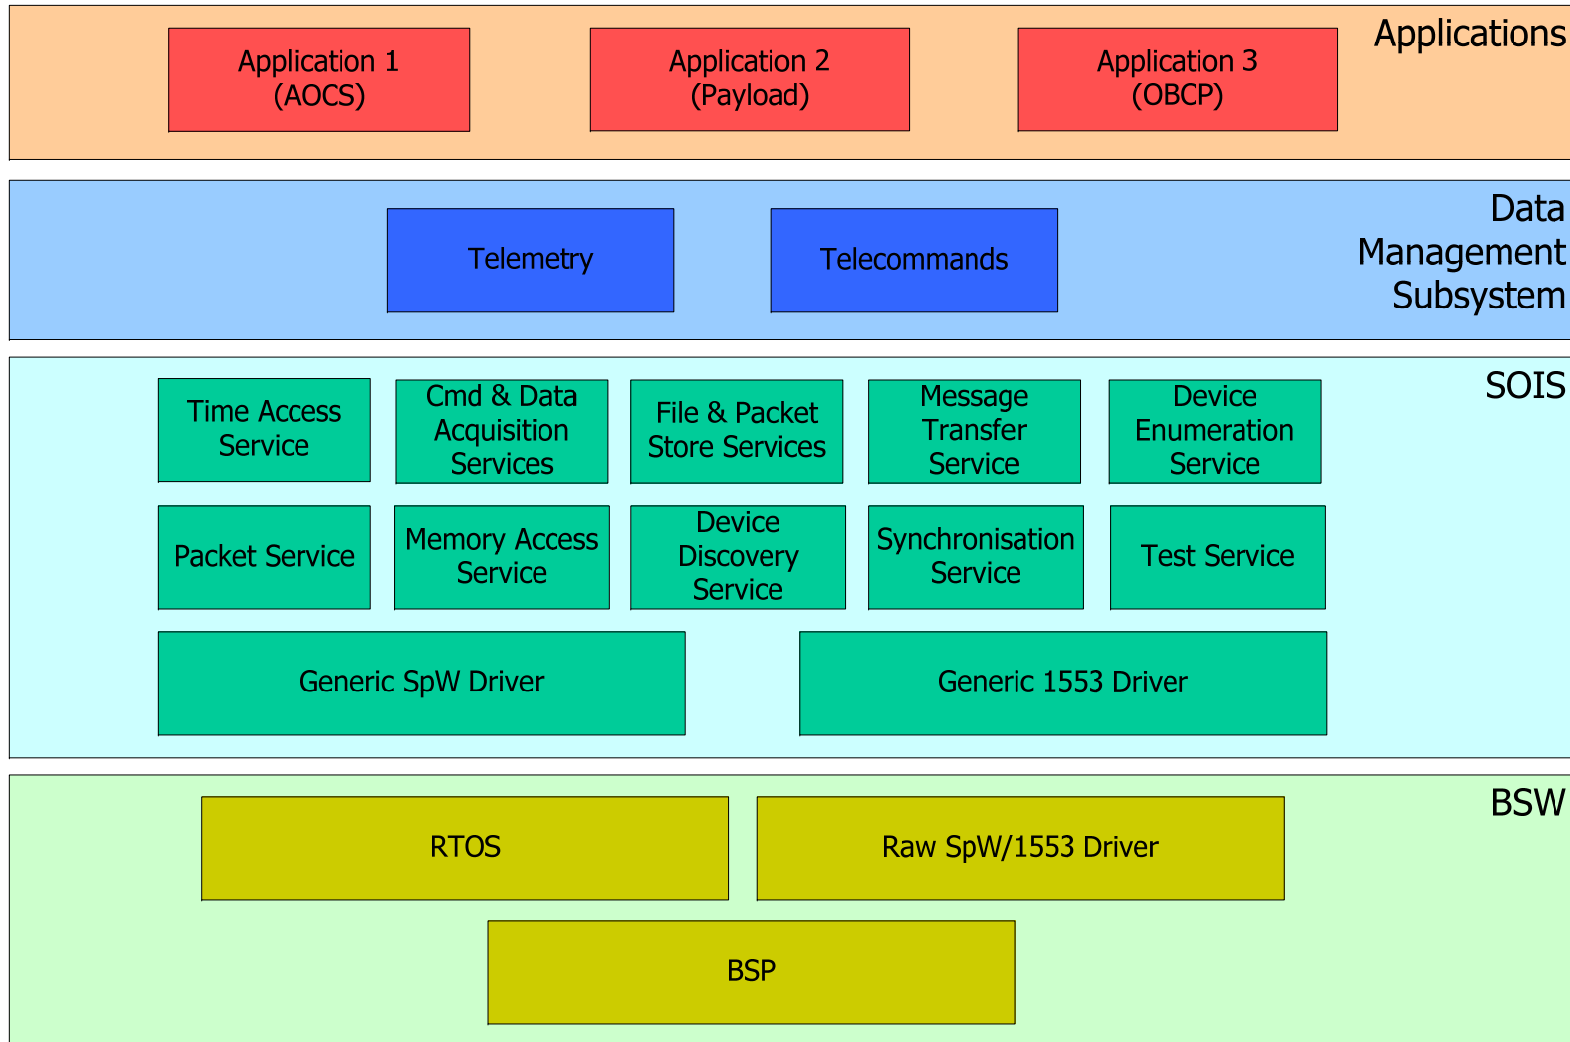 Applications
Application 1
(AOCS)
Application 2
(Payload)
Application 3
(OBCP)
Data
Management
Subsystem
Telemetry
Telecommands
SOIS
Time Access
Service
Cmd & Data
Acquisition
Services
File & Packet
Store Services
Message
Transfer
Service
Device
Enumeration
Service
Packet Service
Memory Access
Service
Device
Discovery
Service
Synchronisation
Service
Test Service
Generic SpW Driver
Generic 1553 Driver
BSW
RTOS
Raw SpW/1553 Driver
BSP